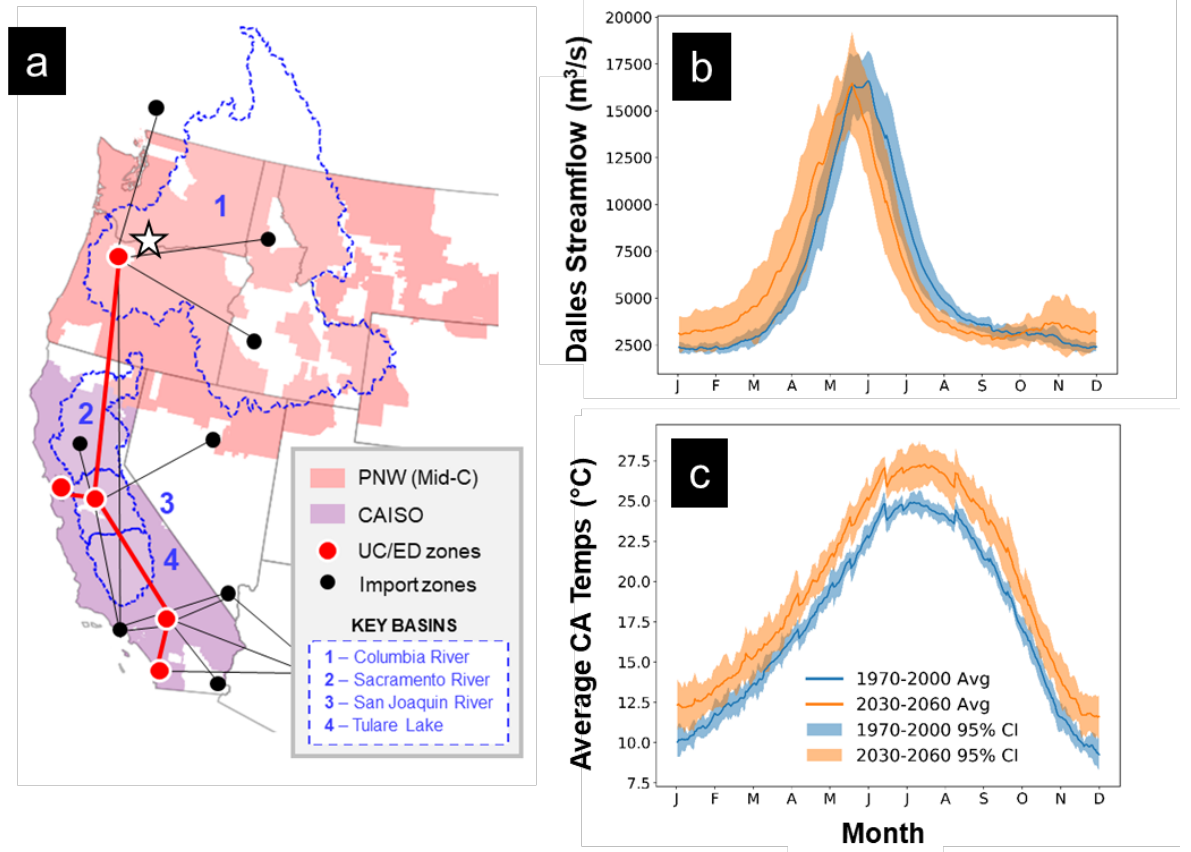 a
1
2
3
4
PNW (Mid-C)
CAISO
UC/ED zones
Import zones
KEY BASINS
1 – Columbia River
2 – Sacramento River
3 – San Joaquin River
4 – Tulare Lake
b
Dalles Streamflow (m³/s)
20000
17500
15000
12500
10000
7500
5000
2500
J F M A M J J A S O N D
c
Average CA Temps (°C)
27.5
25.0
22.5
20.0
17.5
15.0
12.5
10.0
7.5
1970-2000 Avg
2030-2060 Avg
1970-2000 95% CI
2030-2060 95% CI
J F M A M J J A S O N D
Month